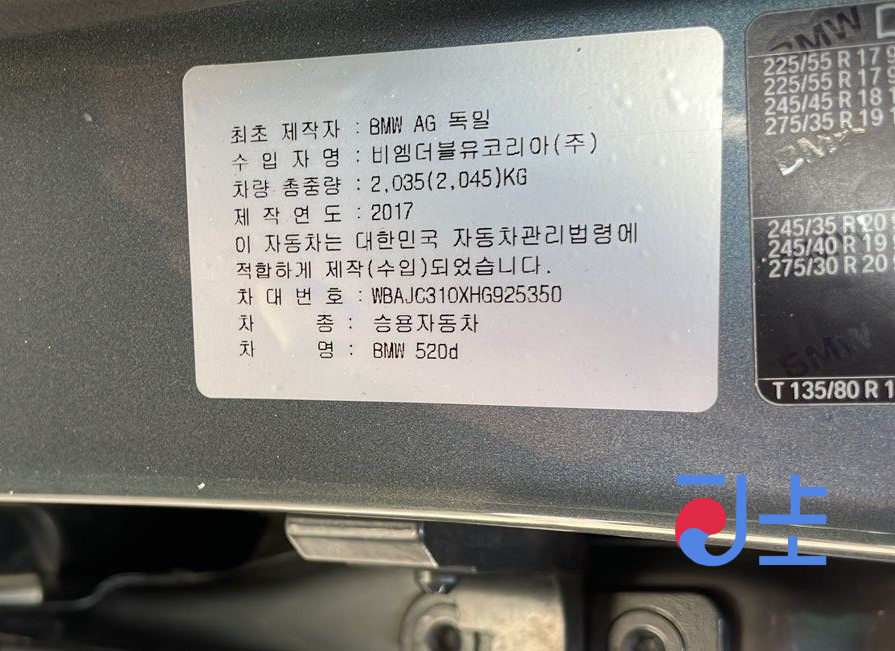 최초 제작자 : BMW AG 독일
수 입 자 명 : 비엠더블유코리아(주)
차량 총중량 : 2,035(2,045)KG
제 작 연 도 : 2017
이 자동차는 대한민국 자동차관리법령에
적합하게 제작(수입)되었습니다.
차 대 번 호 : WBAJC310XHG925350
차 종 : 승용자동차
차 명 : BMW 520d
BMW
225/55 R 17
225/55 R 17
245/45 R 18
275/35 R 19
BMW
245/35 R 20
245/40 R 19
275/30 R 20
BMW
T 135/80 R